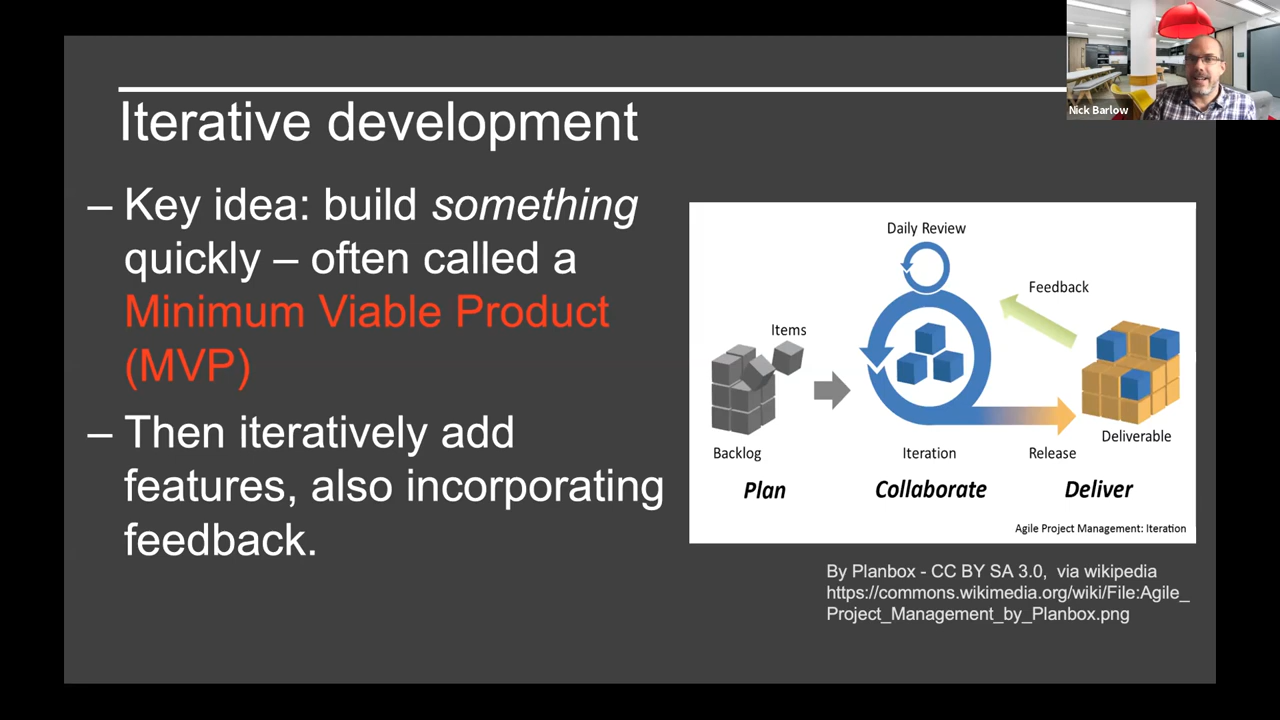 Nick Barlow
Iterative development
– Key idea: build something
quickly – often called a
Minimum Viable Product
(MVP)
– Then iteratively add
features, also incorporating
feedback.
Daily Review
Feedback
Items
Backlog
Iteration
Release
Deliverable
Plan
Collaborate
Deliver
Agile Project Management: Iteration
By Planbox - CC BY SA 3.0,  via wikipedia
https://commons.wikimedia.org/wiki/File:Agile_
Project_Management_by_Planbox.png